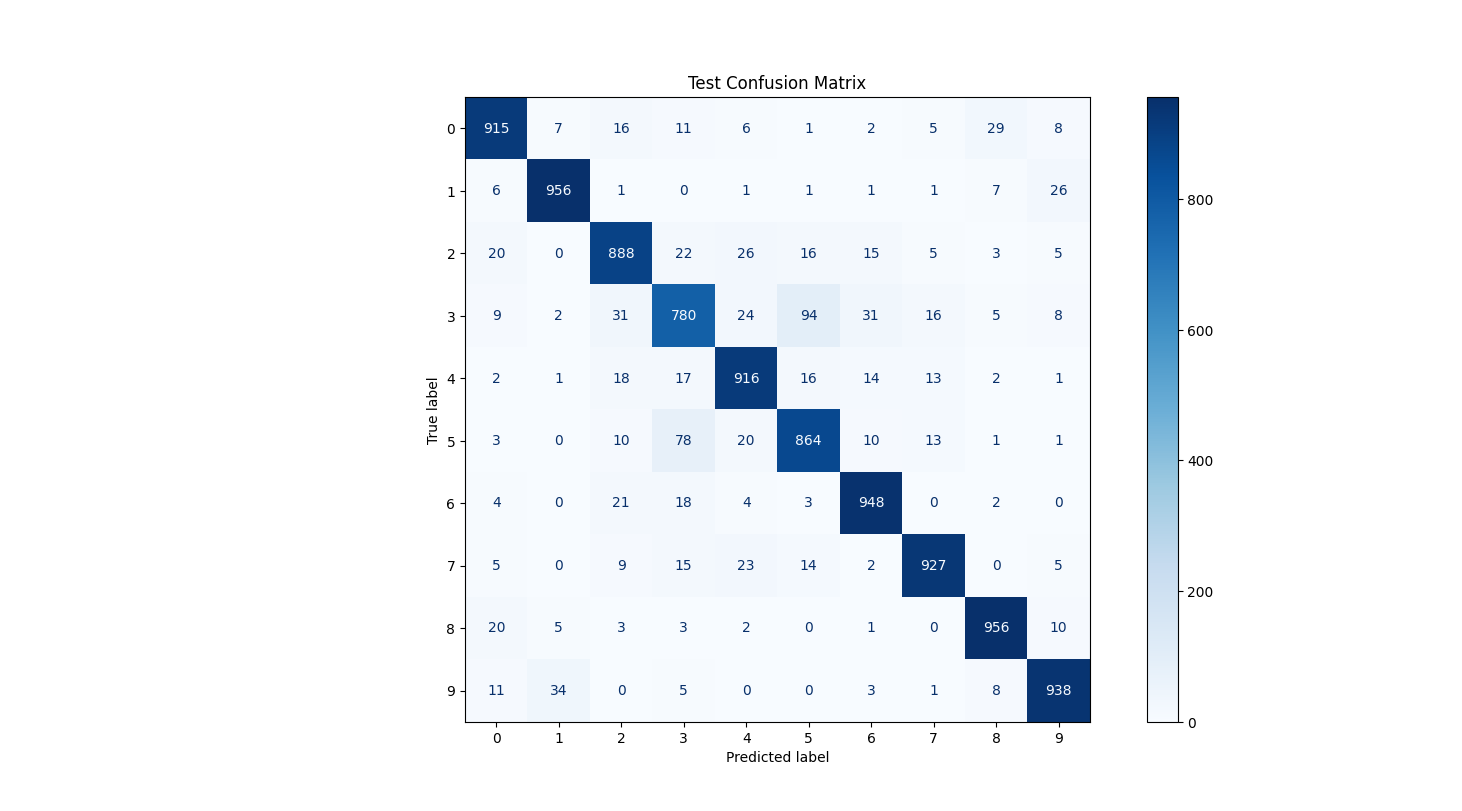 Test Confusion Matrix
0 915 7 16 11 6 1 2 5 29 8
1 6 956 1 0 1 1 1 1 7 26
800
2 20 0 888 22 26 16 15 5 3 5
3 9 2 31 780 24 94 31 16 5 8
600
4 2 1 18 17 916 16 14 13 2 1
True label
5 3 0 10 78 20 864 10 13 1 1
400
6 4 0 21 18 4 3 948 0 2 0
7 5 0 9 15 23 14 2 927 0 5
200
8 20 5 3 3 2 0 1 0 956 10
9 11 34 0 5 0 0 3 1 8 938
0
0 1 2 3 4 5 6 7 8 9
Predicted label